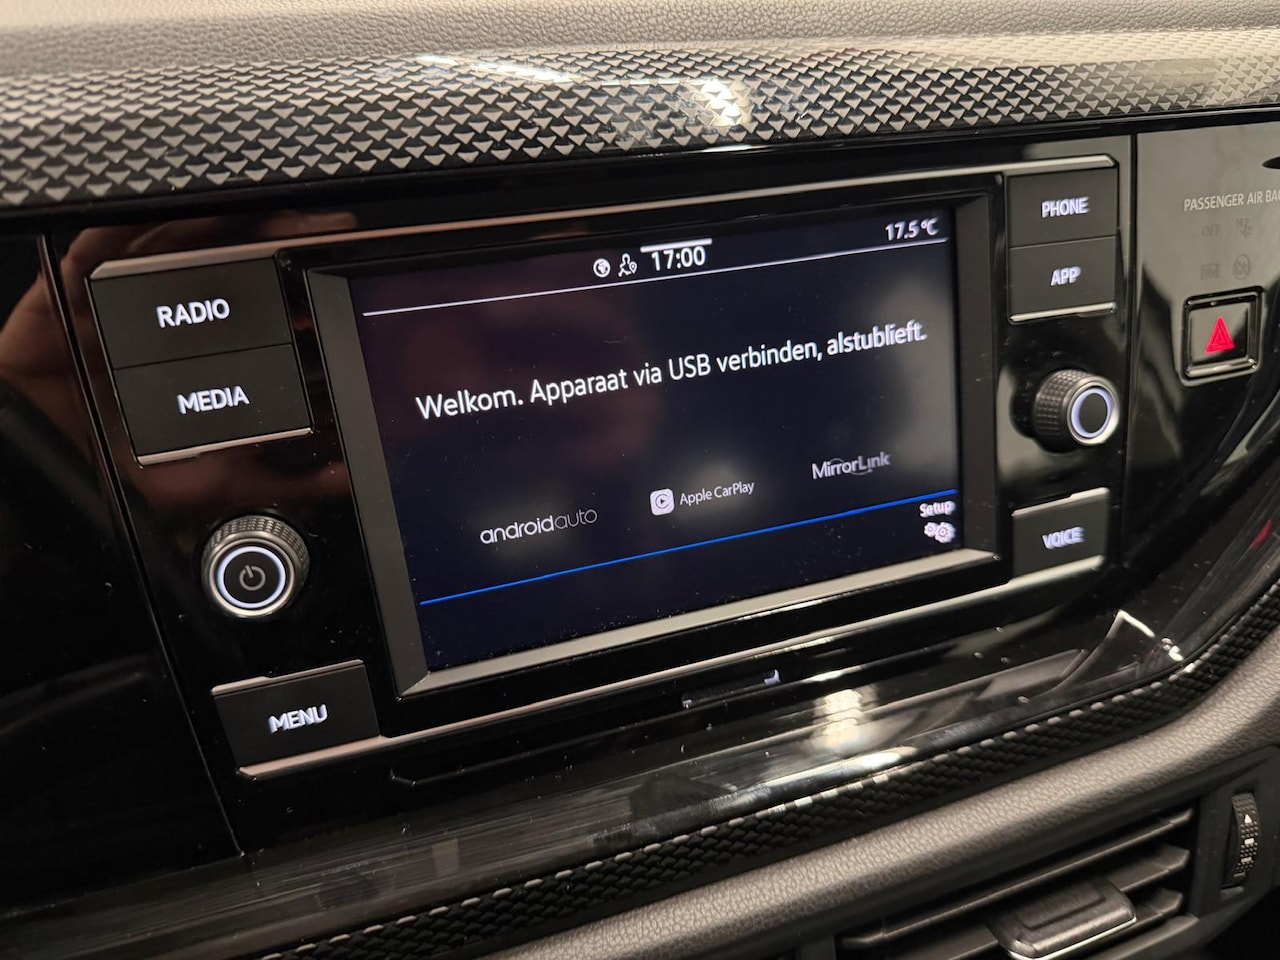 PHONE
PASSENGER AIR BAG
OFF
RADIO
17:00
17.5°C
APP
MEDIA
Welkom. Apparaat via USB verbinden, alstublieft.
androidauto
Apple CarPlay
MirrorLink
Setup
VOICE
MENU